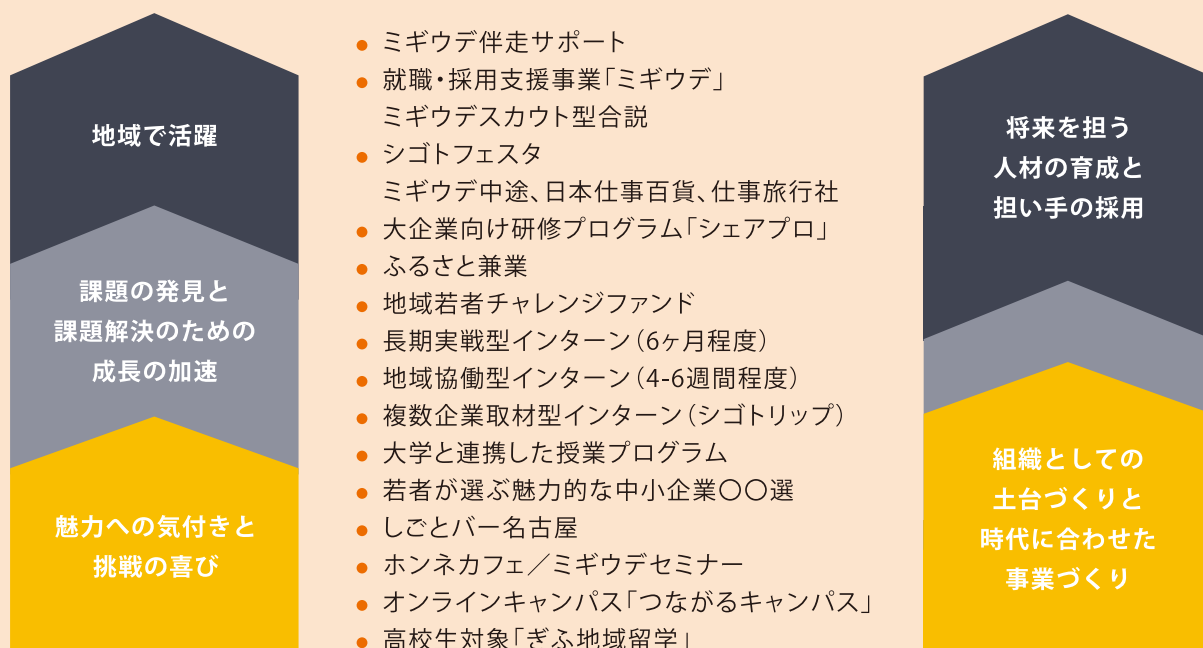 地域で活躍
課題の発見と
課題解決のための
成長の加速
魅力への気付きと
挑戦の喜び
● ミギウデ伴走サポート
● 就職・採用支援事業「ミギウデ」
ミギウデスカウト型合説
● シゴトフェスタ
ミギウデ中途、日本仕事百貨、仕事旅行社
● 大企業向け研修プログラム「シェアプロ」
● ふるさと兼業
● 地域若者チャレンジファンド
● 長期実戦型インターン(6ヶ月程度)
● 地域協働型インターン(4-6週間程度)
● 複数企業取材型インターン(シゴトリップ)
● 大学と連携した授業プログラム
● 若者が選ぶ魅力的な中小企業〇〇選
● しごとバー名古屋
● ホンネカフェ/ミギウデセミナー
● オンラインキャンパス「つながるキャンパス」
● 高校生対象「ぎふ地域留学」
将来を担う
人材の育成と
担い手の採用
組織としての
土台づくりと
時代に合わせた
事業づくり